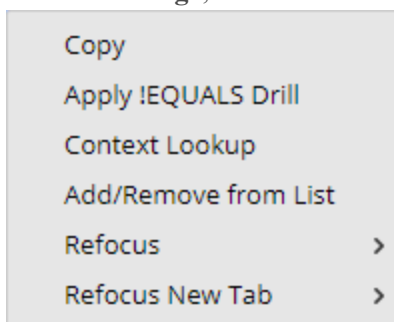 Copy
Apply !EQUALS Drill
Context Lookup
Add/Remove from List
Refocus >
Refocus New Tab >